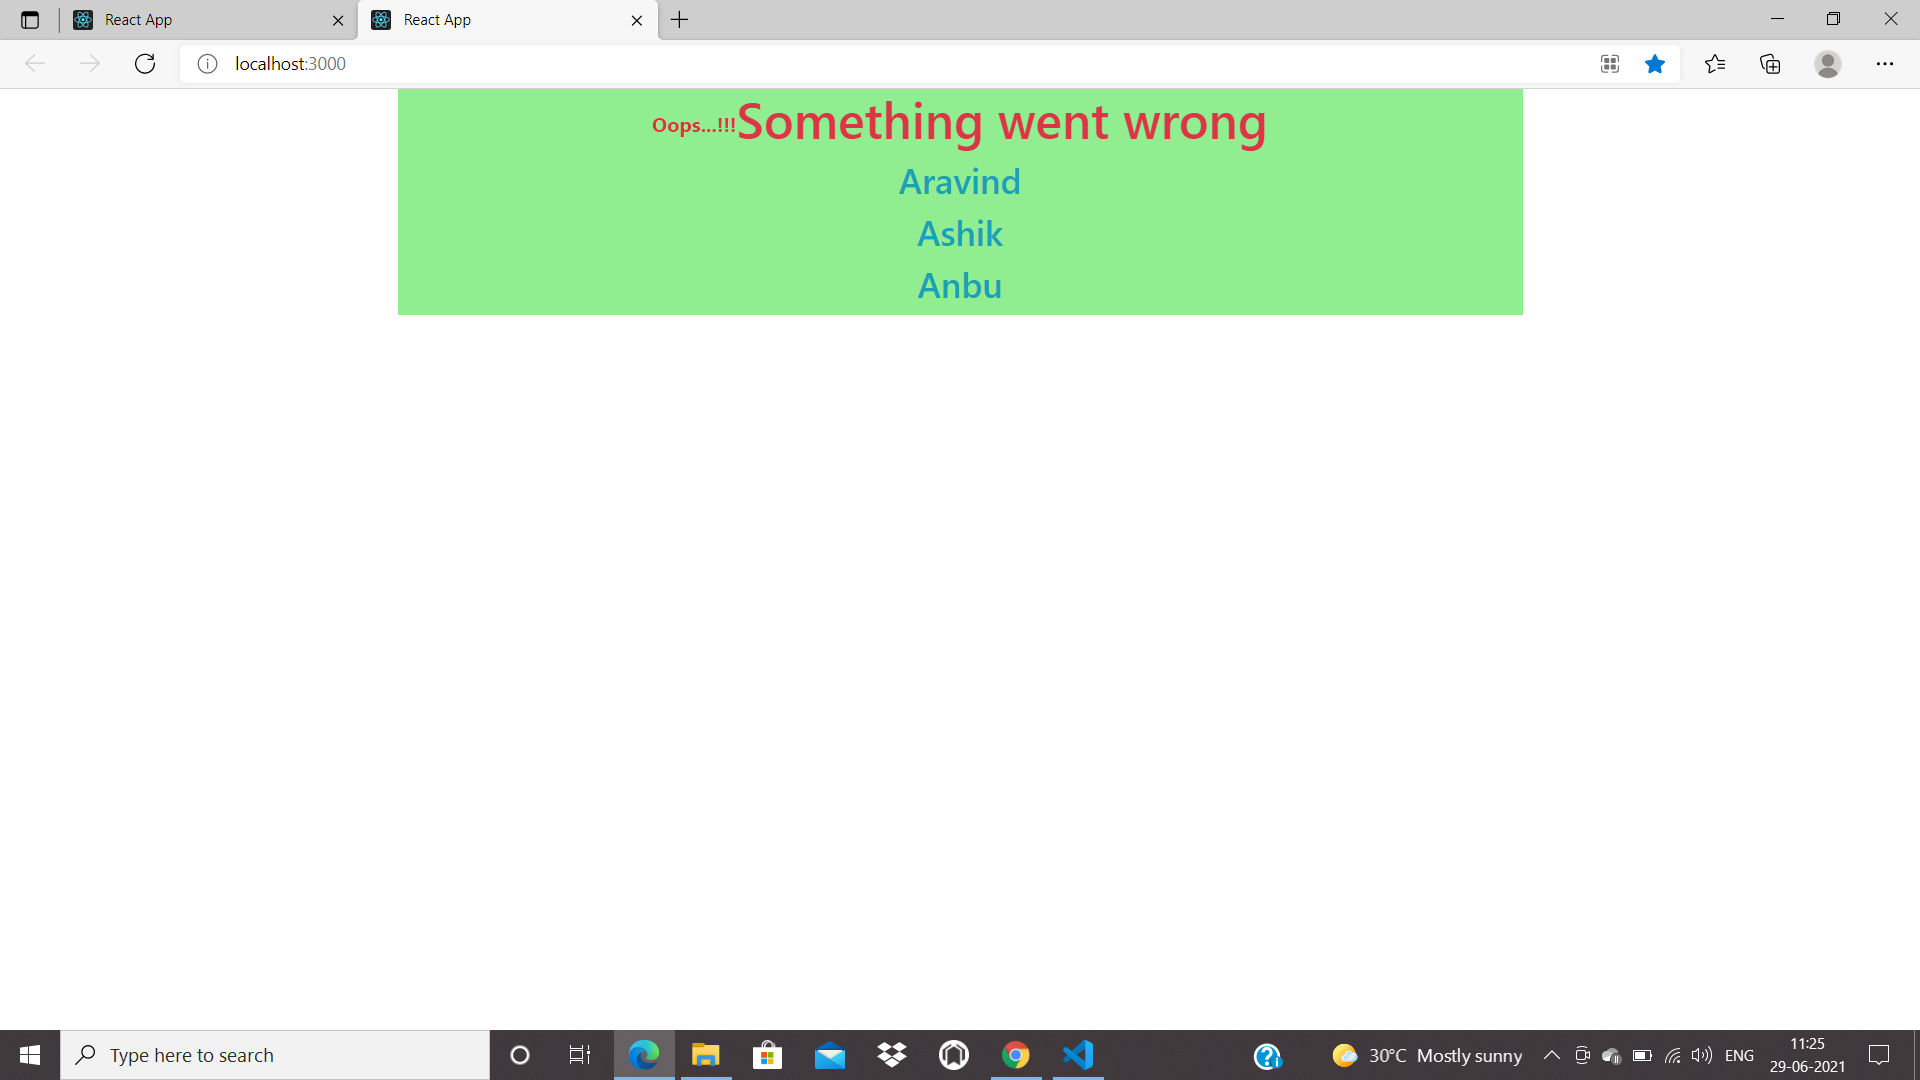 React App
React App
localhost:3000
Oops...!!!Something went wrong
Aravind
Ashik
Anbu
Type here to search
30°C Mostly sunny
ENG
11:25
29-06-2021